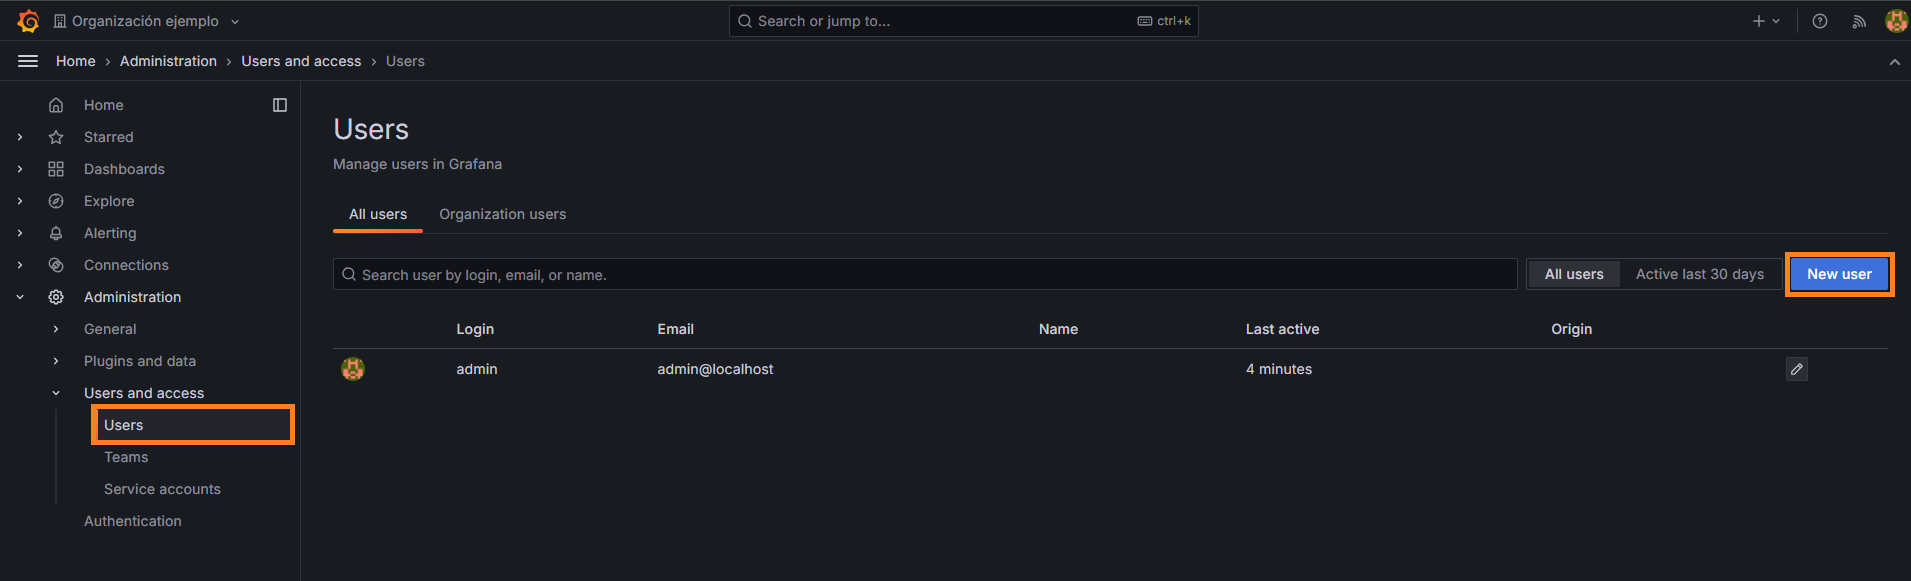 Organización ejemplo
Search or jump to...
ctrl+k
Home › Administration › Users and access › Users
Home
Starred
Dashboards
Explore
Alerting
Connections
Administration
General
Plugins and data
Users and access
Users
Teams
Service accounts
Authentication
Users
Manage users in Grafana
All users Organization users
Search user by login, email, or name. All users Active last 30 days New user
Login Email Name Last active Origin
admin admin@localhost 4 minutes